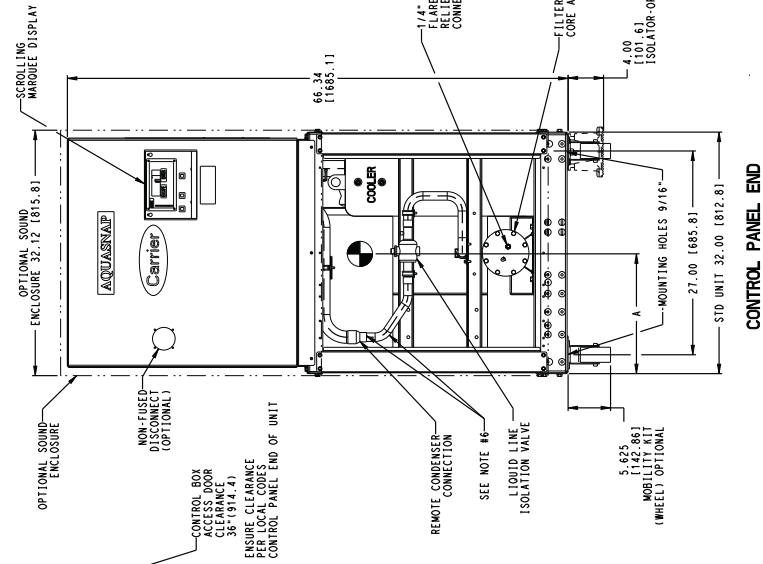 SCROLLING
MARQUEE DISPLAY
OPTIONAL SOUND
ENCLOSURE 32.12 [815.8]
66.34
[1685.1]
1/4"
FLARE
RELIE
CONNE
FILTER
CORE A
4.00
[101.6]
ISOLATOR-OP
OPTIONAL SOUND
ENCLOSURE
NON-FUSED
DISCONNECT
(OPTIONAL)
AQUASNAP
Carrier
COOLER
CONTROL BOX
ACCESS DOOR
CLEARANCE
36"(914.4)
ENSURE CLEARANCE
PER LOCAL CODES
CONTROL PANEL END OF UNIT
REMOTE CONDENSER
CONNECTION
SEE NOTE #6
LIQUID LINE
ISOLATION VALVE
5.625
[142.86]
MOBILITY KIT
(WHEEL) OPTIONAL
A
MOUNTING HOLES 9/16"
27.00 [685.8]
STD UNIT 32.00 [812.8]
CONTROL PANEL END